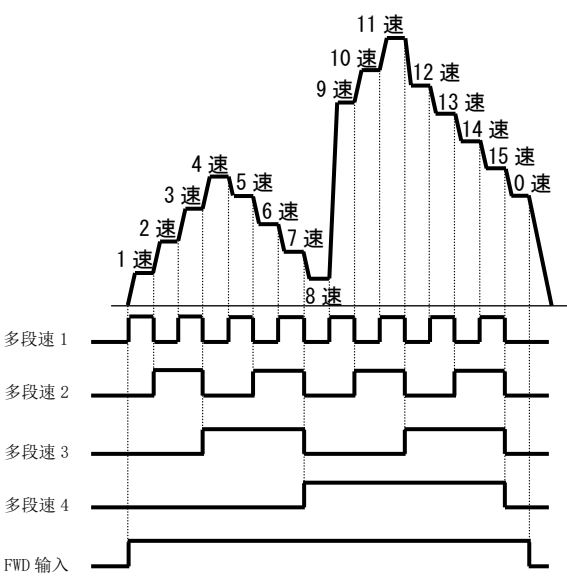 11 速
10 速
9 速
12 速
13 速
14 速
15 速
0 速
4 速
5 速
3 速
6 速
2 速
7 速
1 速
8 速
多段速 1
多段速 2
多段速 3
多段速 4
FWD 输入